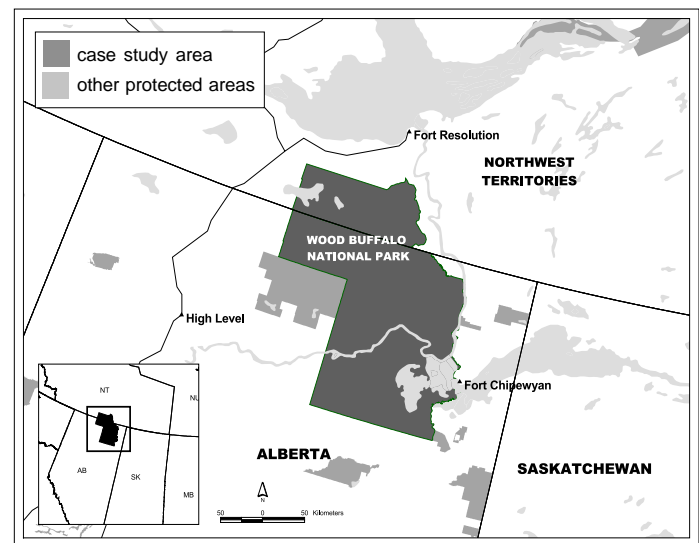 case study area
other protected areas
Fort Resolution
NORTHWEST
TERRITORIES
WOOD BUFFALO
NATIONAL PARK
High Level
Fort Chipewyan
ALBERTA
SASKATCHEWAN
NT
NU
AB
SK
MB
N
50 0 50 Kilometers